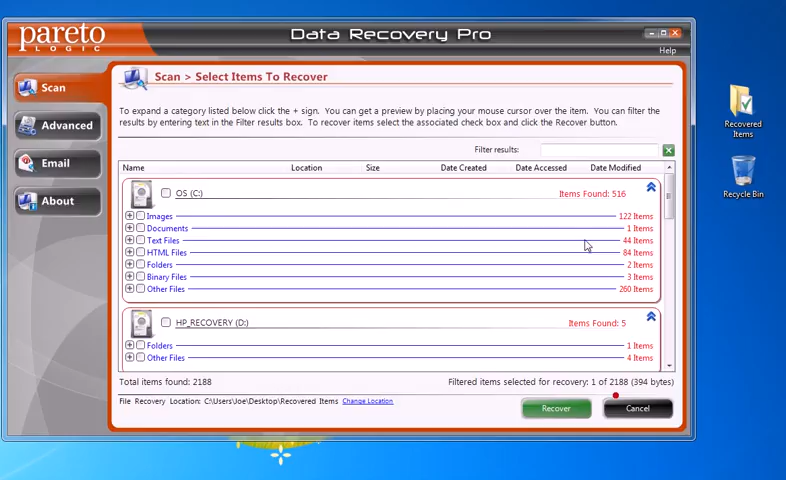 pareto
LOGIC
Data Recovery Pro
Help
Scan
Advanced
Email
About
Scan > Select Items To Recover
To expand a category listed below click the + sign. You can get a preview by placing your mouse cursor over the item. You can filter the
results by entering text in the Filter results box. To recover items select the associated check box and click the Recover button.
Filter results:
Name Location Size Date Created Date Accessed Date Modified
OS (C:) Items Found: 516
Images 122 Items
Documents 1 Items
Text Files 44 Items
HTML Files 84 Items
Folders 2 Items
Binary Files 3 Items
Other Files 260 Items
HP_RECOVERY (D:) Items Found: 5
Folders 1 Items
Other Files 4 Items
Total items found: 2188 Filtered items selected for recovery: 1 of 2188 (394 bytes)
File Recovery Location: C:\Users\Joe\Desktop\Recovered Items Change Location
Recover Cancel
Recovered
Items
Recycle Bin